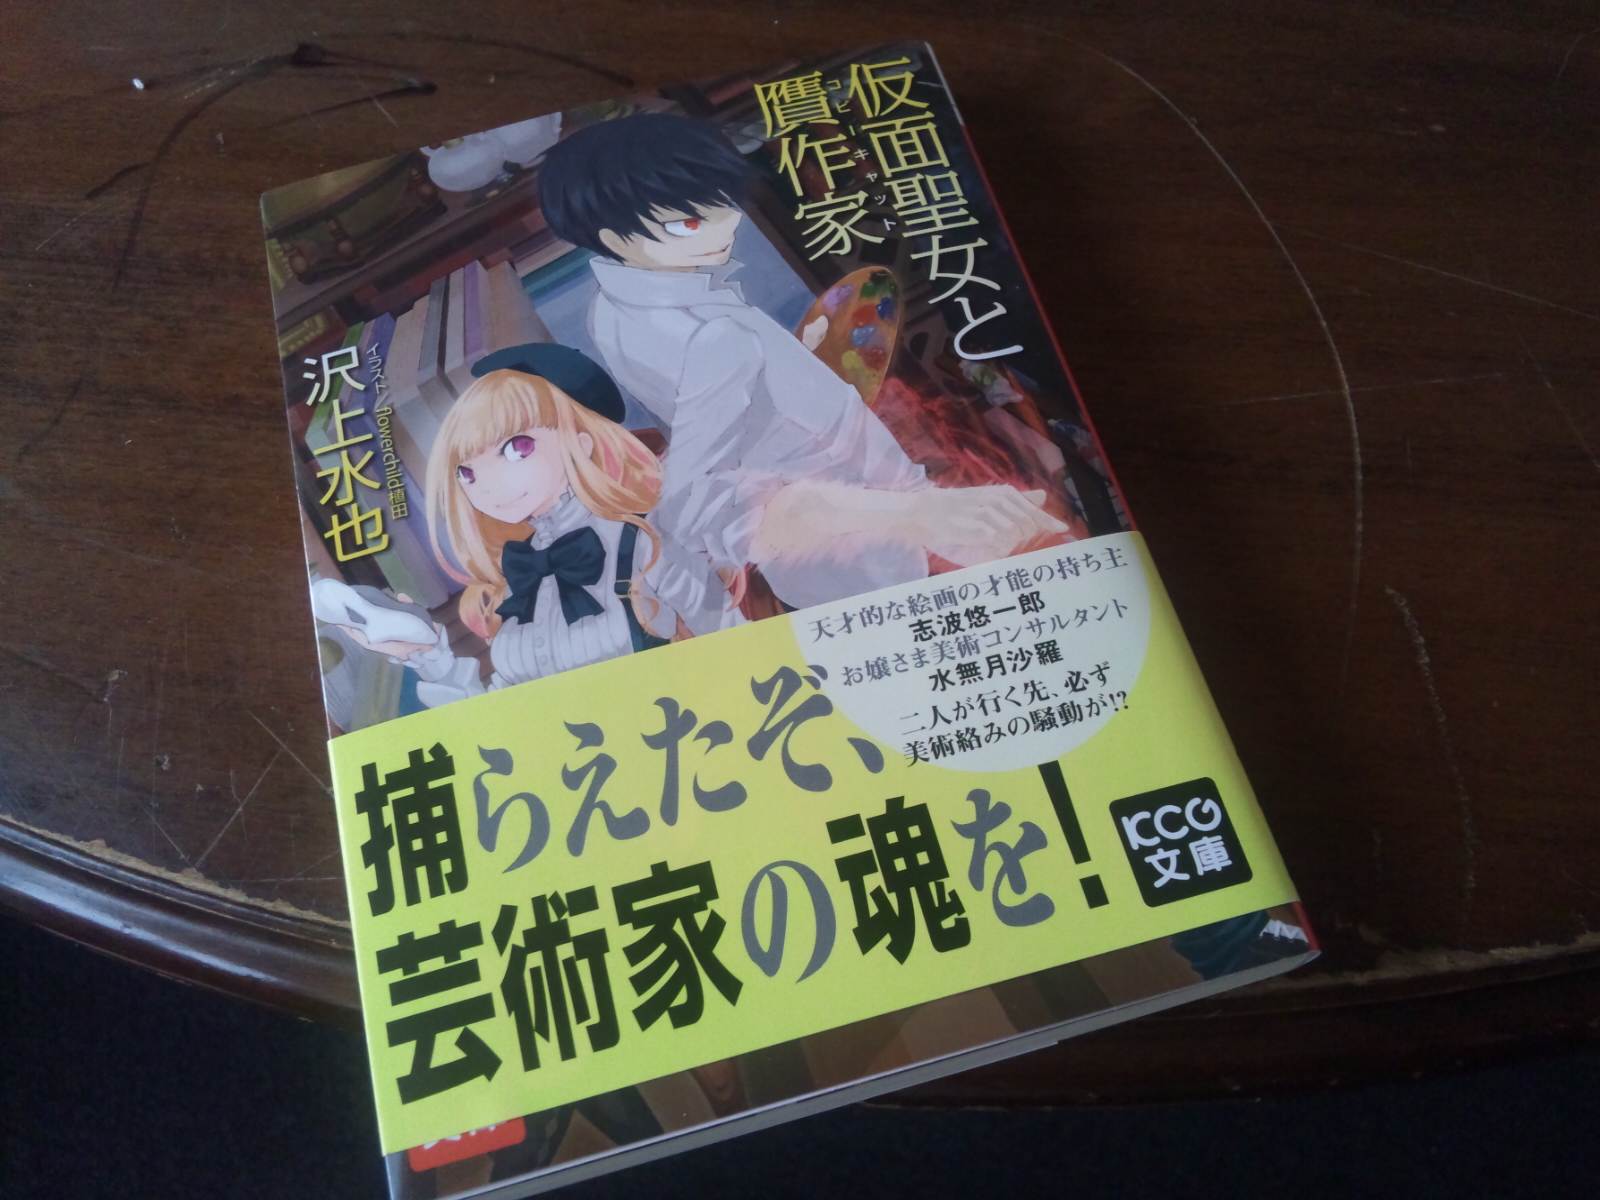 仮面聖女と
贋作家
コピーキャット
沢上水也
イラスト/flowerchild植田
天才的な絵画の才能の持ち主
志波悠一郎
お嬢さま美術コンサルタント
水無月沙羅
二人が行く先、必ず
美術絡みの騒動が!?
捕らえたぞ、
芸術家の魂を!
KCG
文庫